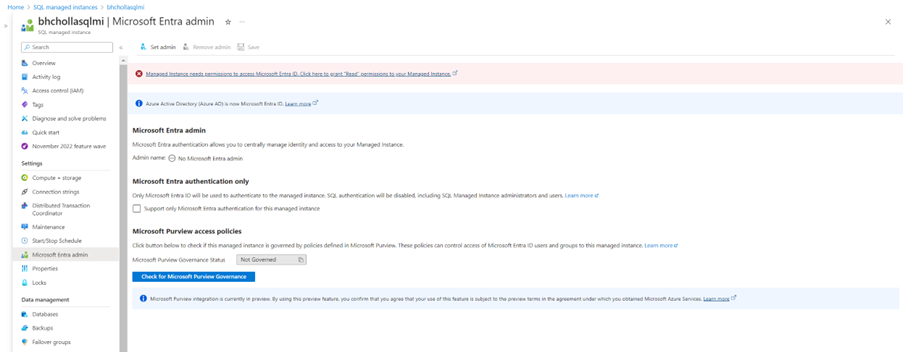 Home > SQL managed instances > bhchollasqlmi
bhchollasqlmi | Microsoft Entra admin
SQL managed instance
Search
Set admin
Remove admin
Save
Overview
Activity log
Access control (IAM)
Tags
Diagnose and solve problems
Quick start
November 2022 feature wave
Settings
Compute + storage
Connection strings
Distributed Transaction
Coordinator
Maintenance
Start/Stop Schedule
Microsoft Entra admin
Properties
Locks
Data management
Databases
Backups
Failover groups
Managed Instance needs permissions to access Microsoft Entra ID. Click here to grant "Read" permissions to your Managed Instance.
Azure Active Directory (Azure AD) is now Microsoft Entra ID. Learn more
Microsoft Entra admin
Microsoft Entra authentication allows you to centrally manage identity and access to your Managed Instance.
Admin name No Microsoft Entra admin
Microsoft Entra authentication only
Only Microsoft Entra ID will be used to authenticate to the managed instance. SQL authentication will be disabled, including SQL Managed Instance administrators and users. Learn more
Support only Microsoft Entra authentication for this managed instance
Microsoft Purview access policies
Click button below to check if this managed instance is governed by policies defined in Microsoft Purview. These policies can control access of Microsoft Entra ID users and groups to this managed instance. Learn more
Microsoft Purview Governance Status Not Governed
Check for Microsoft Purview Governance
Microsoft Purview integration is currently in preview. By using this preview feature, you confirm that you agree that your use of this feature is subject to the preview terms in the agreement under which you obtained Microsoft Azure Services. Learn more